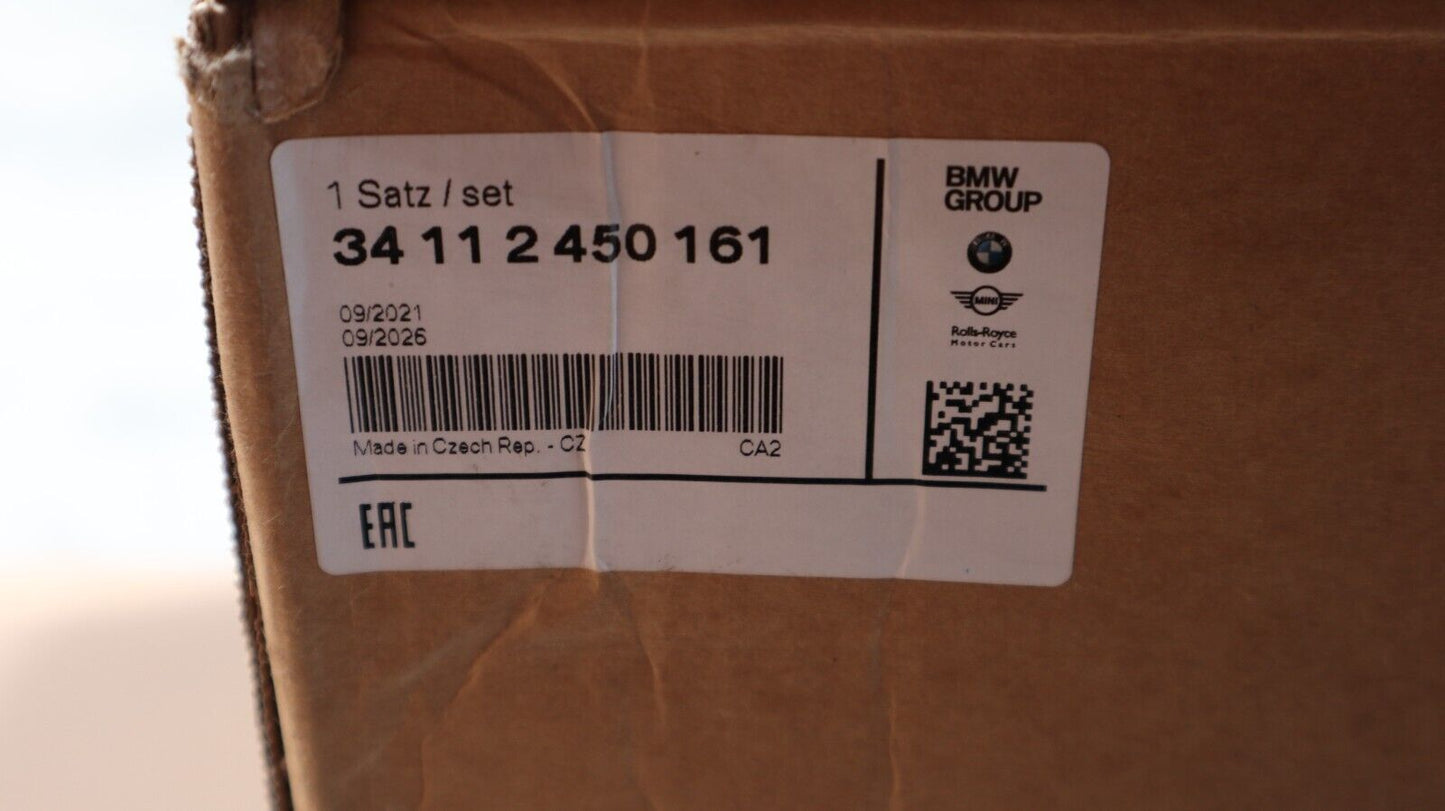 1 Satz / set
34 11 2 450 161
09/2021
09/2026
Made in Czech Rep. - CZ
CA2
EAC
BMW
GROUP
MINI
Rolls-Royce
Motor Cars